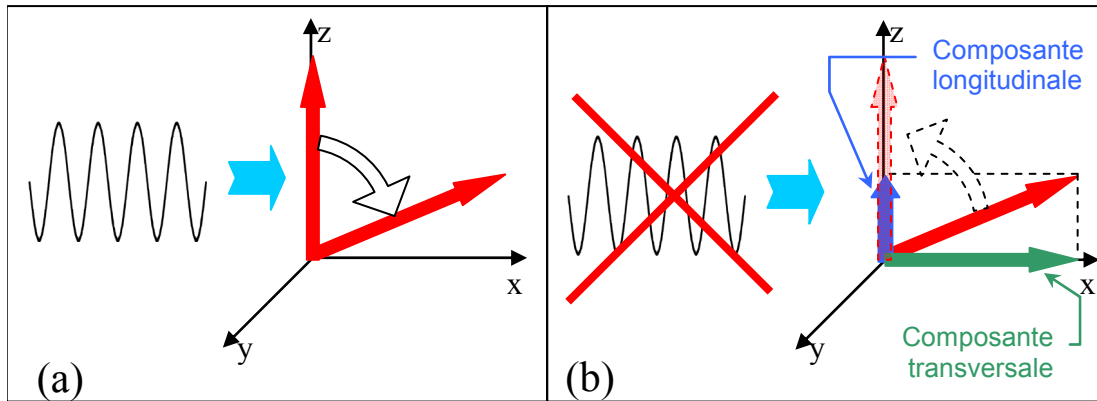 z
x
y
(a)
z
Composante
longitudinale
x
y
Composante
transversale
(b)